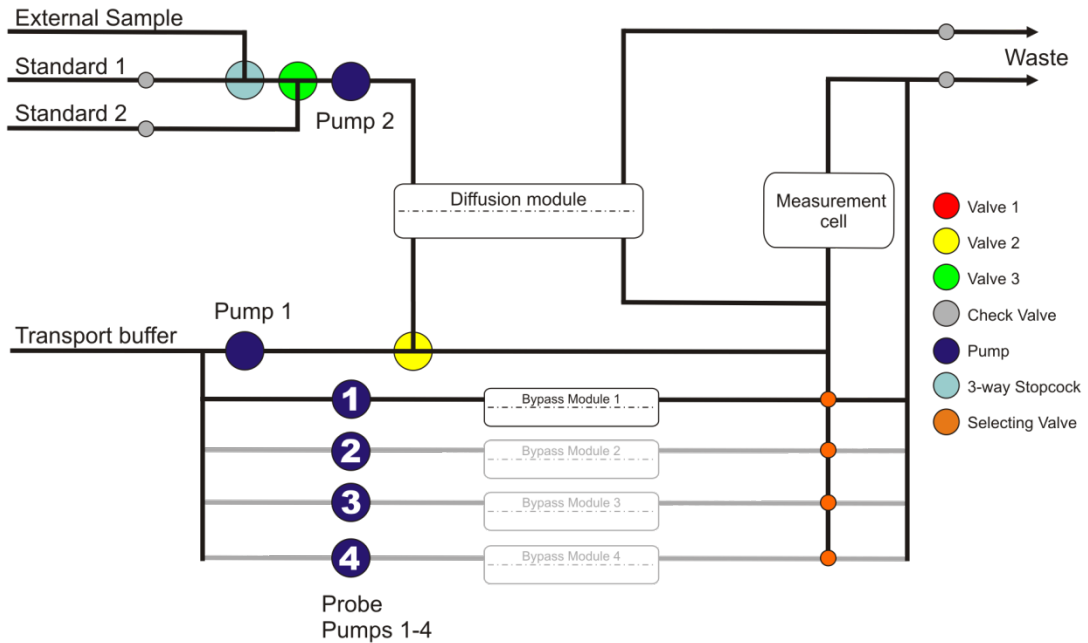 External Sample
Standard 1
Standard 2
Pump 2
Waste
Diffusion module
Measurement
cell
Valve 1
Valve 2
Valve 3
Check Valve
Pump
3-way Stopcock
Selecting Valve
Pump 1
Transport buffer
1
Bypass Module 1
2
Bypass Module 2
3
Bypass Module 3
4
Bypass Module 4
Probe
Pumps 1-4